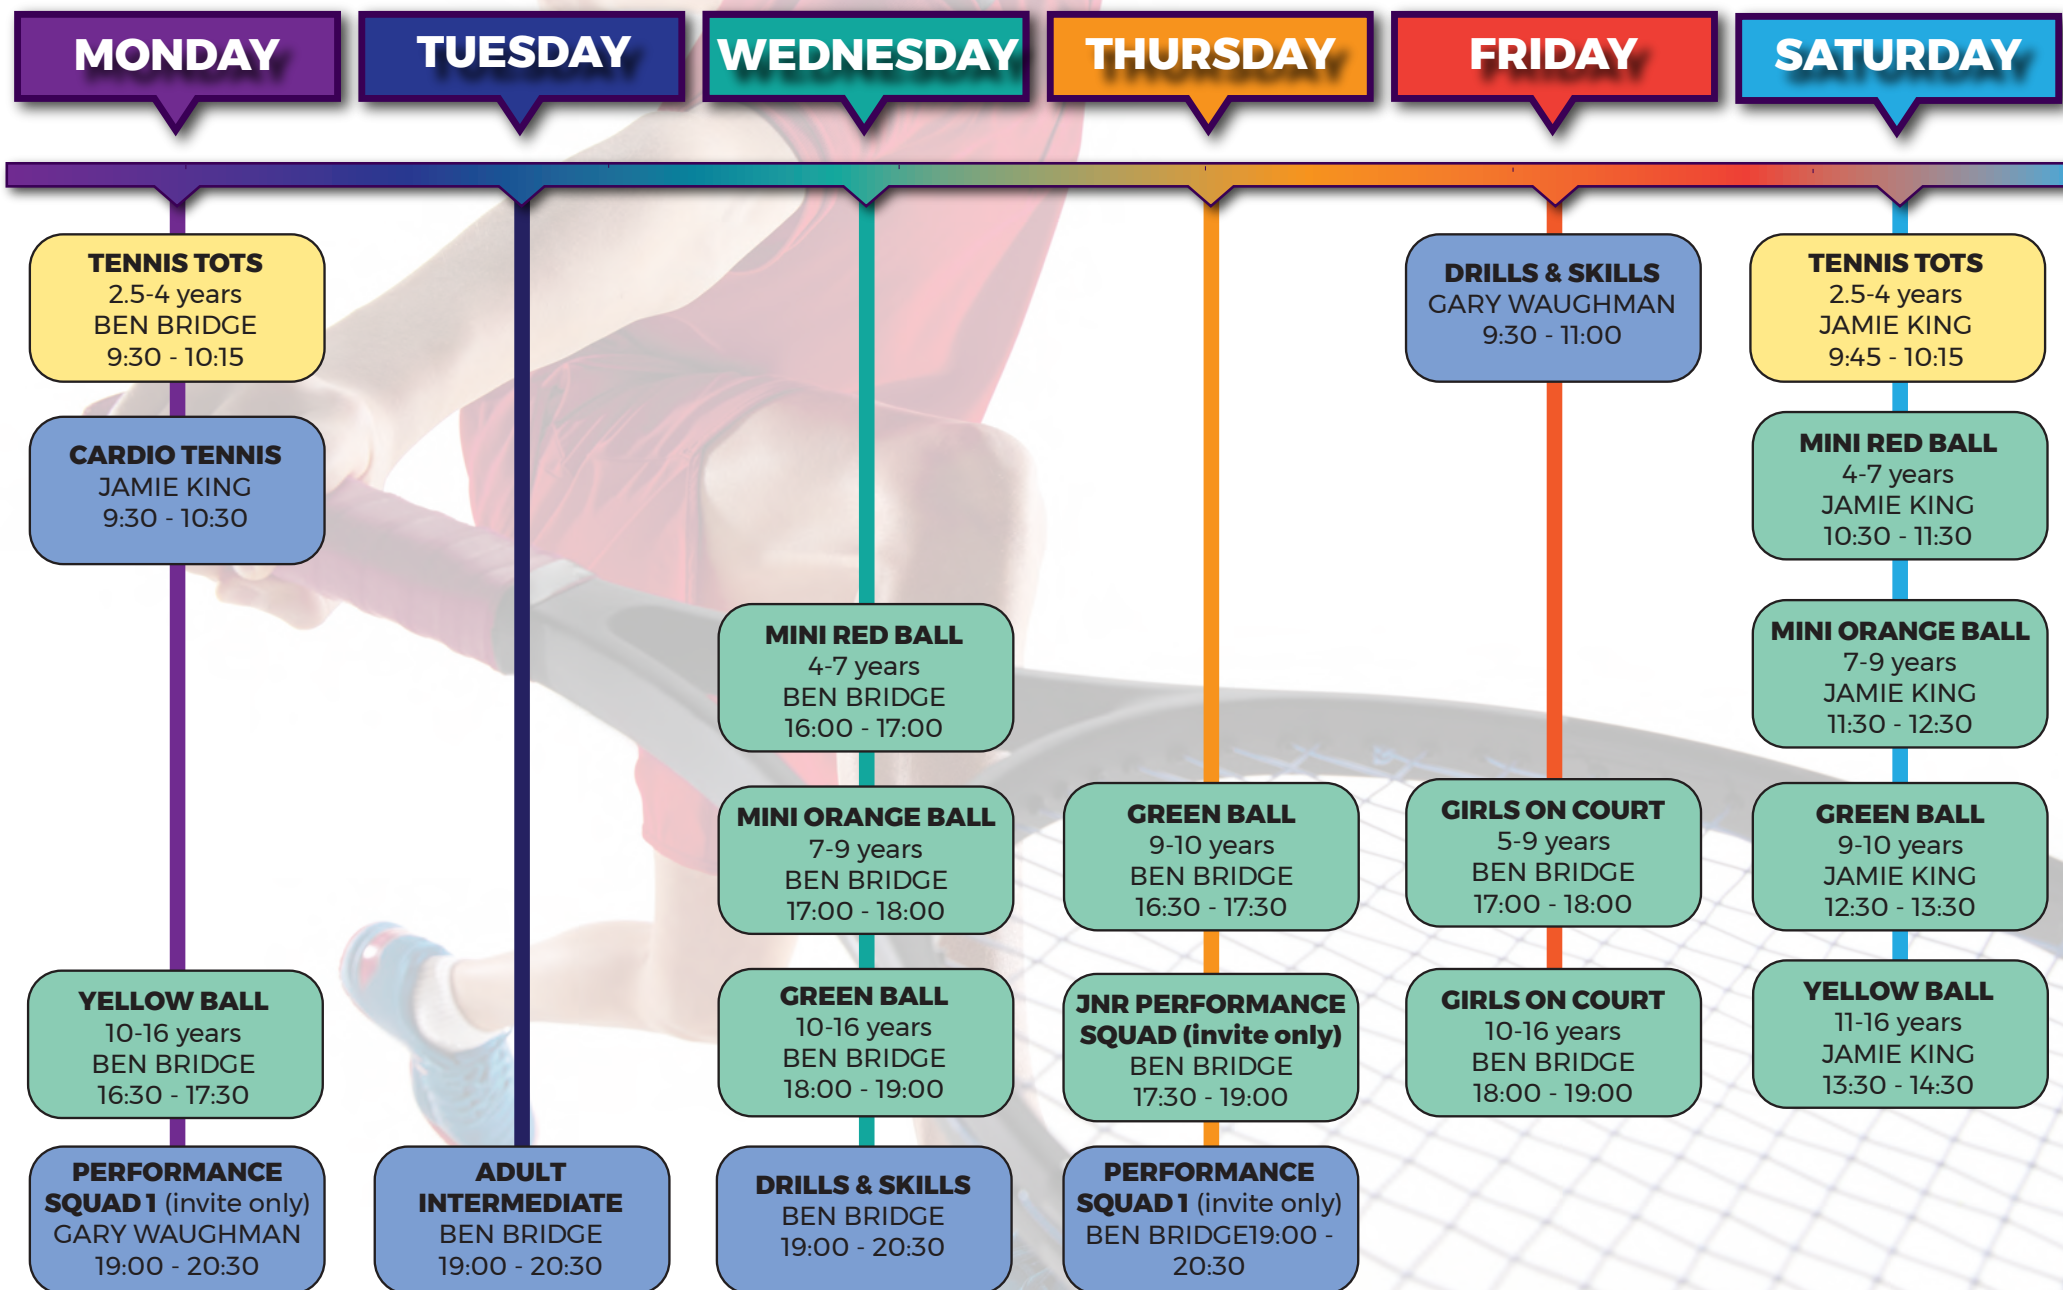 MONDAY
TUESDAY
WEDNESDAY
THURSDAY
FRIDAY
SATURDAY
TENNIS TOTS
2.5-4 years
BEN BRIDGE
9:30 - 10:15
CARDIO TENNIS
JAMIE KING
9:30 - 10:30
YELLOW BALL
10-16 years
BEN BRIDGE
16:30 - 17:30
PERFORMANCE
SQUAD 1 (invite only)
GARY WAUGHMAN
19:00 - 20:30
ADULT
INTERMEDIATE
BEN BRIDGE
19:00 - 20:30
MINI RED BALL
4-7 years
BEN BRIDGE
16:00 - 17:00
MINI ORANGE BALL
7-9 years
BEN BRIDGE
17:00 - 18:00
GREEN BALL
10-16 years
BEN BRIDGE
18:00 - 19:00
DRILLS & SKILLS
BEN BRIDGE
19:00 - 20:30
GREEN BALL
9-10 years
BEN BRIDGE
16:30 - 17:30
JNR PERFORMANCE
SQUAD (invite only)
BEN BRIDGE
17:30 - 19:00
PERFORMANCE
SQUAD 1 (invite only)
BEN BRIDGE19:00 -
20:30
DRILLS & SKILLS
GARY WAUGHMAN
9:30 - 11:00
GIRLS ON COURT
5-9 years
BEN BRIDGE
17:00 - 18:00
GIRLS ON COURT
10-16 years
BEN BRIDGE
18:00 - 19:00
TENNIS TOTS
2.5-4 years
JAMIE KING
9:45 - 10:15
MINI RED BALL
4-7 years
JAMIE KING
10:30 - 11:30
MINI ORANGE BALL
7-9 years
JAMIE KING
11:30 - 12:30
GREEN BALL
9-10 years
JAMIE KING
12:30 - 13:30
YELLOW BALL
11-16 years
JAMIE KING
13:30 - 14:30